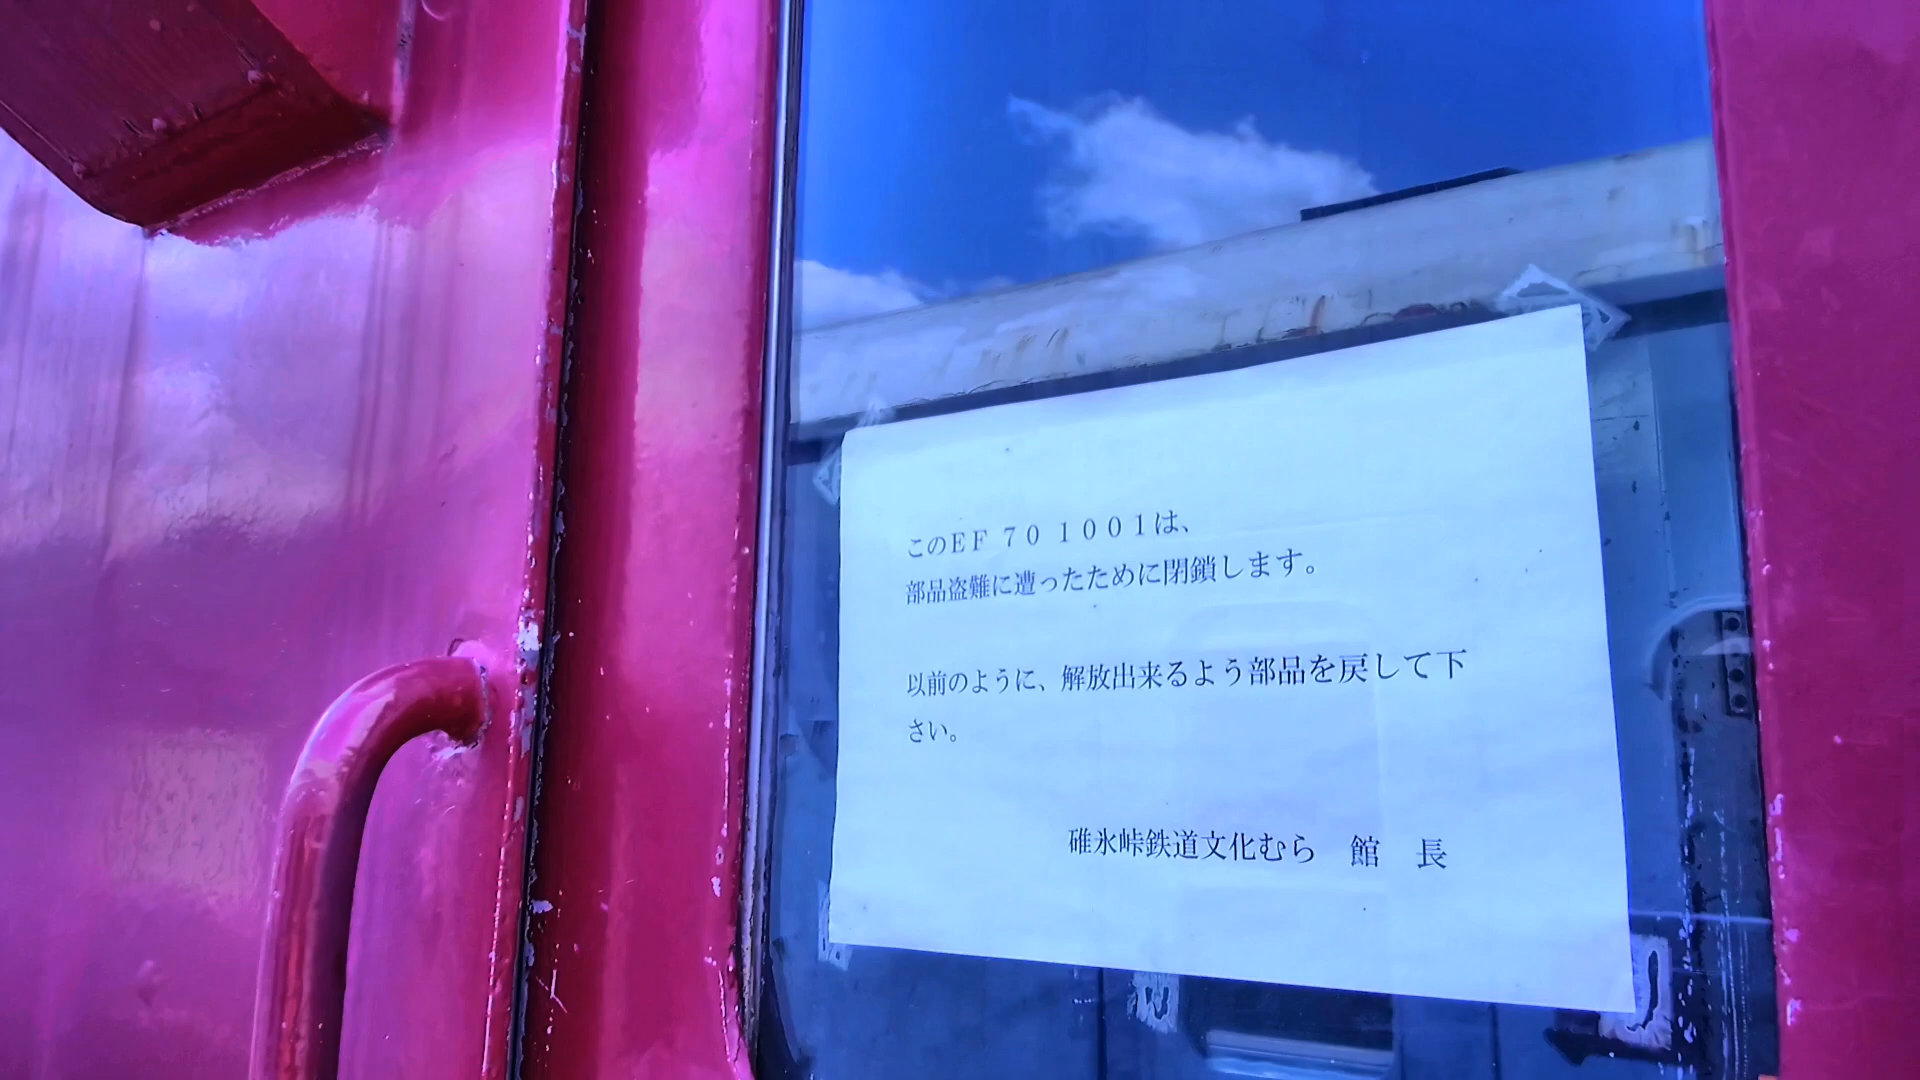 このＥＦ７０１００１は、
部品盗難に遭ったために閉鎖します。
以前のように、解放出来るよう部品を戻して下
さい。
碓氷峠鉄道文化むら　館　長